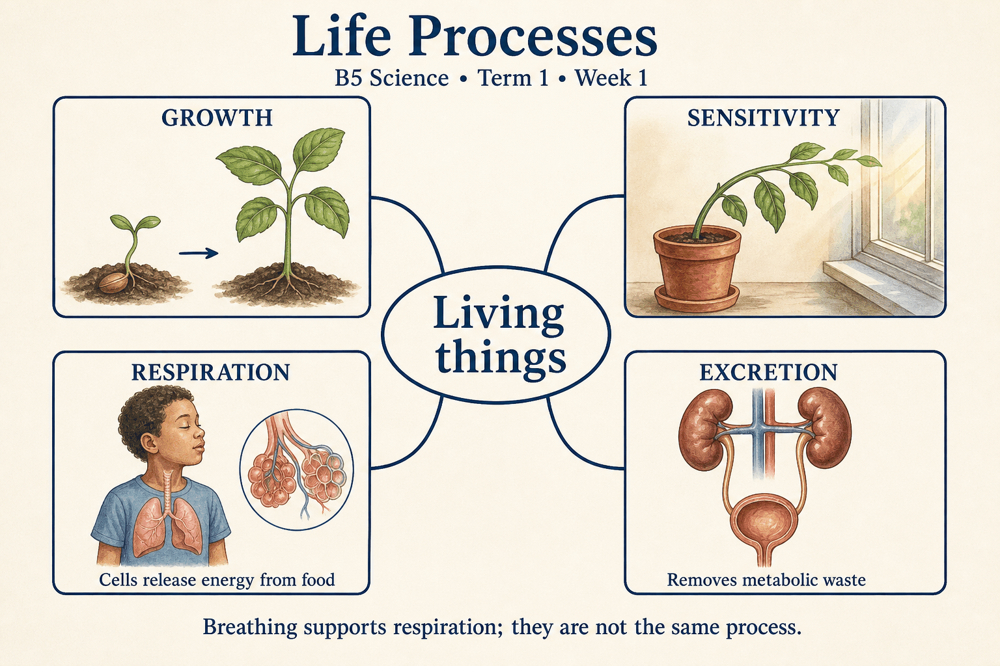 Life Processes
B5 Science • Term 1 • Week 1
GROWTH
SENSITIVITY
Living
things
RESPIRATION
Cells release energy from food
EXCRETION
Removes metabolic waste
Breathing supports respiration; they are not the same process.